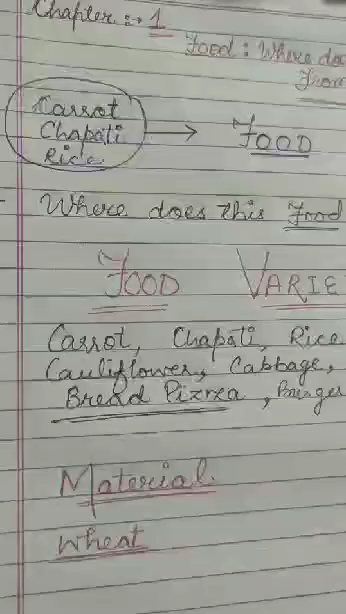 Chapter :→ 1
Food : Where does
From
Carrot
Chapati
Rice
→ FOOD
Where does this Food
FOOD VARIE
Carrot, Chapati, Rice
Cauliflower, Cabbage,
Bread Pizza, Burger
Material.
Wheat